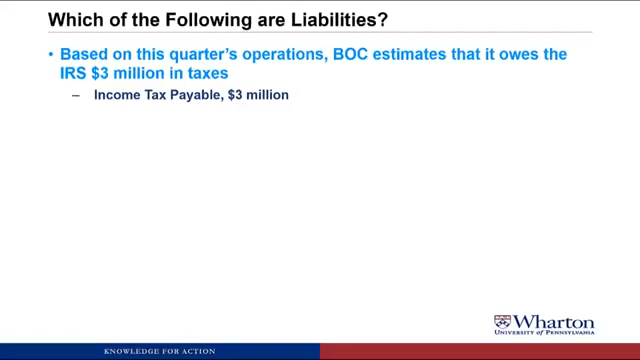 Which of the Following are Liabilities?
• Based on this quarter's operations, BOC estimates that it owes the
IRS $3 million in taxes
– Income Tax Payable, $3 million
Wharton
UNIVERSITY of PENNSYLVANIA
KNOWLEDGE FOR ACTION